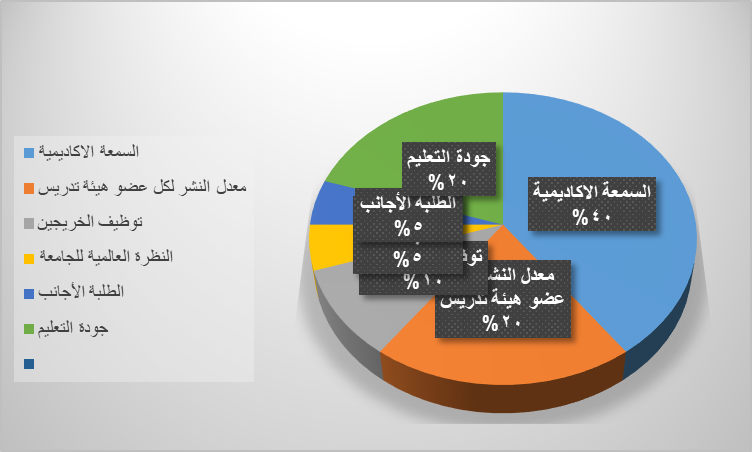 السمعة الاكاديمية
معدل النشر لكل عضو هيئة تدريس
توظيف الخريجين
النظرة العالمية للجامعة
الطلبة الأجانب
جودة التعليم
السمعة الاكاديمية
٤٠%
معدل النشر
عضو هيئة تدريس
٢٠%
١٠%
٥%
الطلبة الأجانب
٥%
جودة التعليم
٢٠%